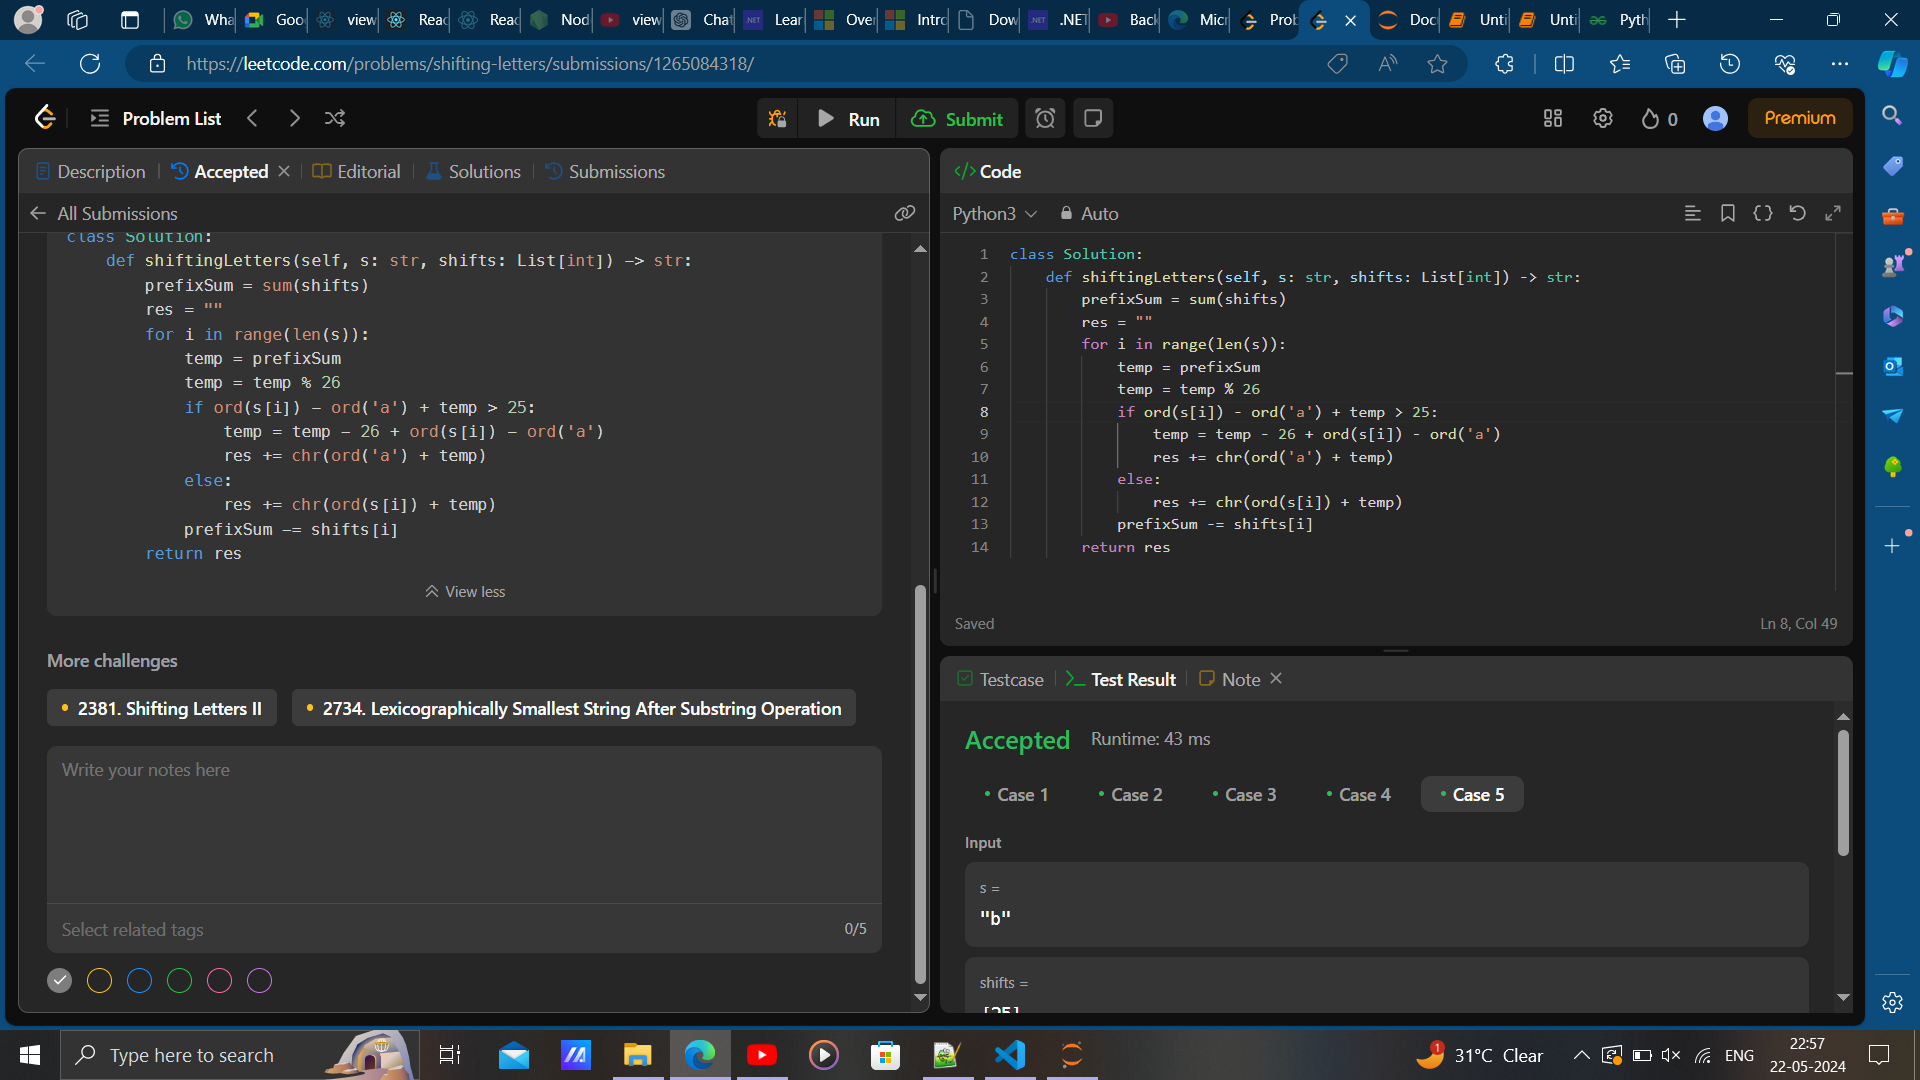 Wha
Goo
view
Reac
Reac
Nod
view
Chat
Lear
Over
Intro
Dow
.NET
Back
Micr
Prob
Doc
Unti
Unti
Pyth
https://leetcode.com/problems/shifting-letters/submissions/1265084318/
Problem List
Run
Submit
0
Premium
Description
Accepted
Editorial
Solutions
Submissions
All Submissions
class Solution:
def shiftingLetters(self, s: str, shifts: List[int]) -> str:
prefixSum = sum(shifts)
res = ""
for i in range(len(s)):
temp = prefixSum
temp = temp % 26
if ord(s[i]) - ord('a') + temp > 25:
temp = temp - 26 + ord(s[i]) - ord('a')
res += chr(ord('a') + temp)
else:
res += chr(ord(s[i]) + temp)
prefixSum -= shifts[i]
return res
View less
More challenges
2381. Shifting Letters II
2734. Lexicographically Smallest String After Substring Operation
Write your notes here
Select related tags
0/5
</> Code
Python3
Auto
1 class Solution:
2 def shiftingLetters(self, s: str, shifts: List[int]) -> str:
3 prefixSum = sum(shifts)
4 res = ""
5 for i in range(len(s)):
6 temp = prefixSum
7 temp = temp % 26
8 if ord(s[i]) - ord('a') + temp > 25:
9 temp = temp - 26 + ord(s[i]) - ord('a')
10 res += chr(ord('a') + temp)
11 else:
12 res += chr(ord(s[i]) + temp)
13 prefixSum -= shifts[i]
14 return res
Saved
Ln 8, Col 49
Testcase
Test Result
Note
Accepted
Runtime: 43 ms
Case 1
Case 2
Case 3
Case 4
Case 5
Input
s =
"b"
shifts =
[25]
Type here to search
1
31°C Clear
ENG
22:57
22-05-2024